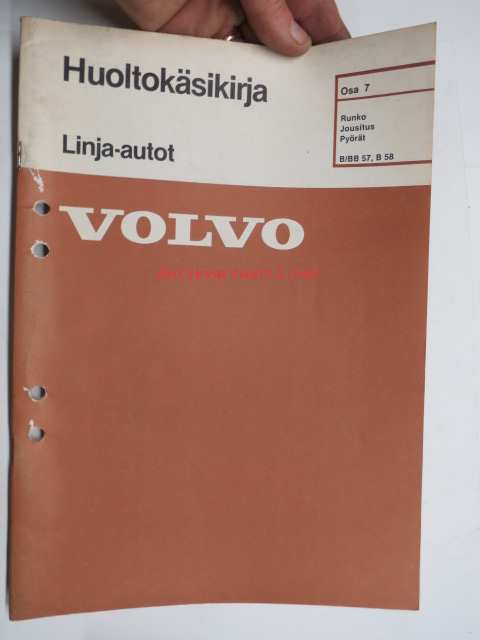 Huoltokäsikirja
Linja-autot
Osa 7
Runko
Jousitus
Pyörät
B/BB 57, B 58
VOLVO